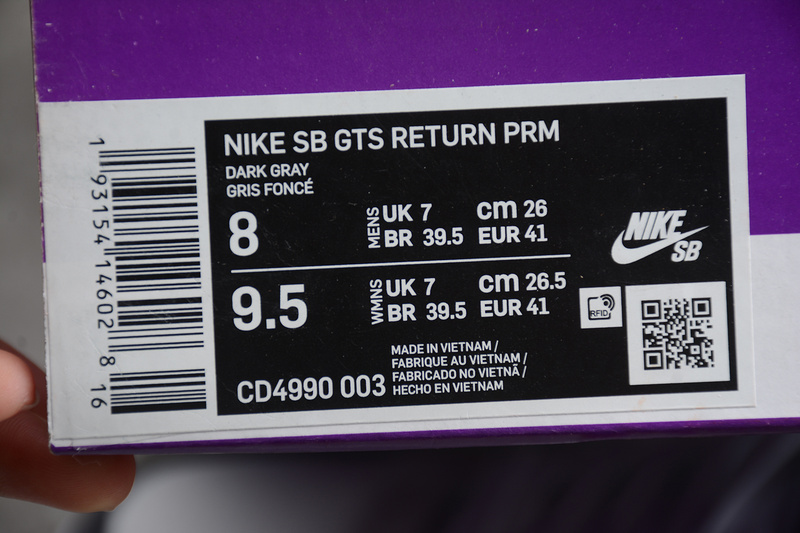 NIKE SB GTS RETURN PRM
DARK GRAY
GRIS FONCÉ
8
MENS
UK 7 cm 26
BR 39.5 EUR 41
9.5
WMNS
UK 7 cm 26.5
BR 39.5 EUR 41
CD4990 003
MADE IN VIETNAM /
FABRIQUE AU VIETNAM /
FABRICADO NO VIETNÃ /
HECHO EN VIETNAM
NIKE
SB
RFID
1 93154 14602 8 16